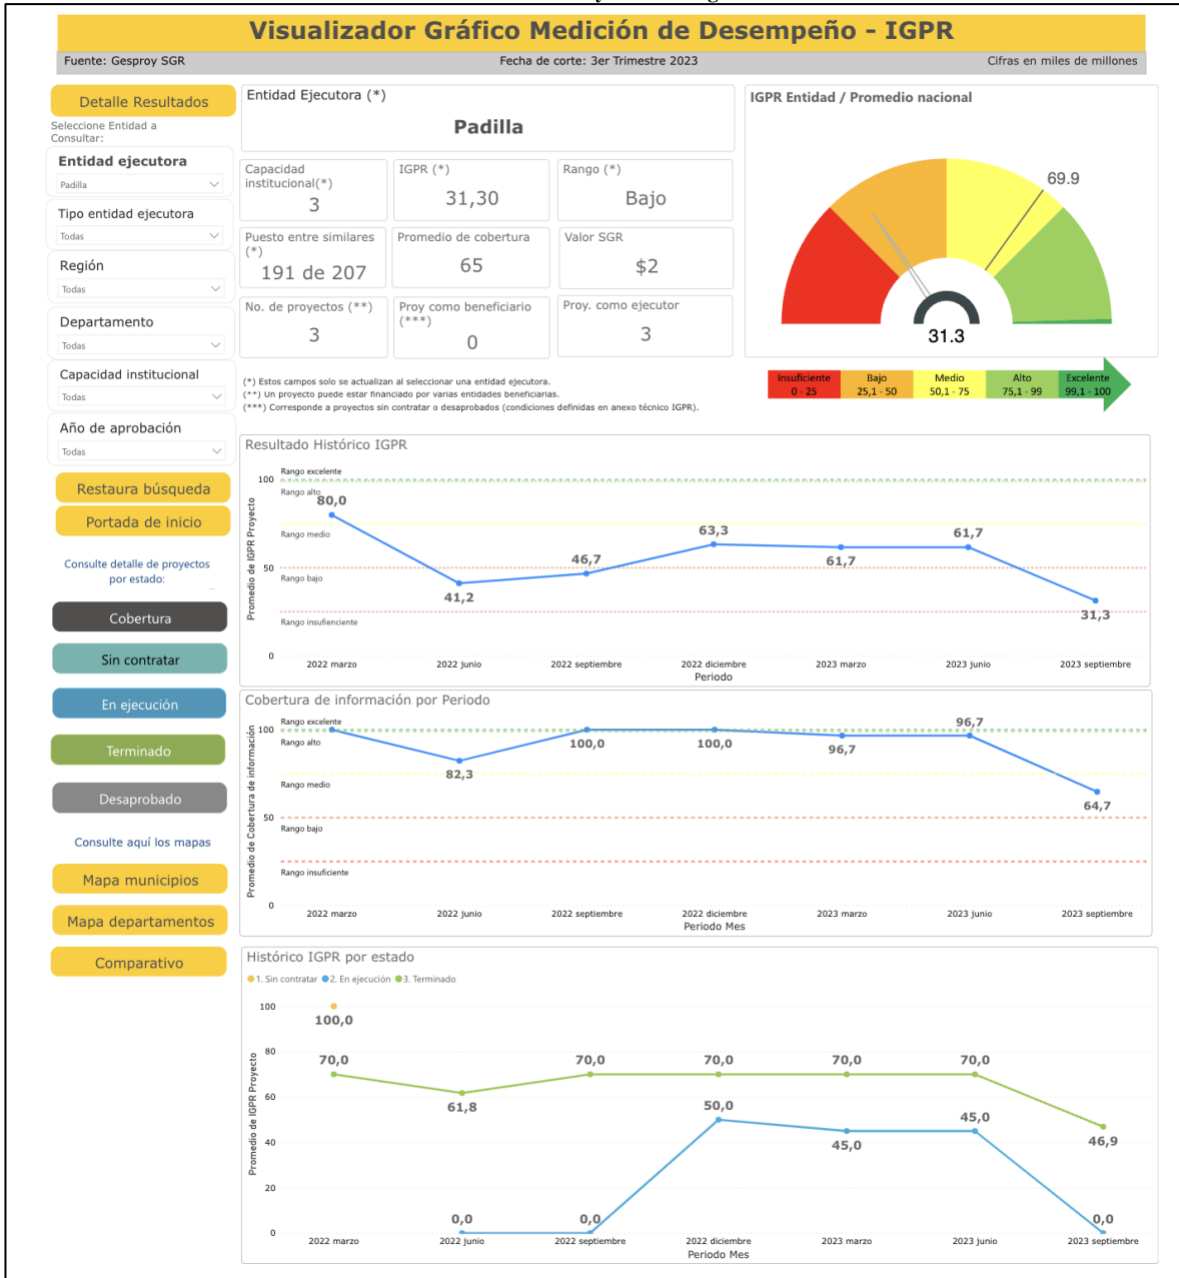 Visualizador Gráfico Medición de Desempeño - IGPR
Fuente: Gesproy SGR
Fecha de corte: 3er Trimestre 2023
Cifras en miles de millones
Detalle Resultados
Seleccione Entidad a
Consultar:
Entidad ejecutora
Padilla
Tipo entidad ejecutora
Todas
Región
Todas
Departamento
Todas
Capacidad institucional
Todas
Año de aprobación
Todas
Restaura búsqueda
Portada de inicio
Consulte detalle de proyectos
por estado:
Cobertura
Sin contratar
En ejecución
Terminado
Desaprobado
Consulte aquí los mapas
Mapa municipios
Mapa departamentos
Comparativo
Entidad Ejecutora (*)
Padilla
Capacidad
institucional(*)
3
IGPR (*)
31,30
Rango (*)
Bajo
Puesto entre similares
(*)
191 de 207
Promedio de cobertura
65
Valor SGR
$2
No. de proyectos (**)
3
Proy como beneficiario
(***)
0
Proy. como ejecutor
3
(*) Estos campos solo se actualizan al seleccionar una entidad ejecutora.
(**) Un proyecto puede estar financiado por varias entidades beneficiarias.
(***) Corresponde a proyectos sin contratar o desaprobados (condiciones definidas en anexo técnico IGPR).
IGPR Entidad / Promedio nacional
69.9
31.3
Insuficiente Bajo Medio Alto Excelente
0 - 25 25,1 - 50 50,1 - 75 75,1 - 99 99,1 - 100
Resultado Histórico IGPR
Promedio de IGPR Proyecto
100
50
0
Rango excelente
Rango alto
Rango medio
Rango bajo
Rango insufienciente
80,0
41,2
46,7
63,3
61,7
61,7
31,3
2022 marzo 2022 junio 2022 septiembre 2022 diciembre 2023 marzo 2023 junio 2023 septiembre
Periodo
Cobertura de información por Periodo
Promedio de Cobertura de información
100
50
0
Rango excelente
Rango alto
Rango medio
Rango bajo
Rango insuficiente
82,3
100,0
100,0
96,7
96,7
64,7
2022 marzo 2022 junio 2022 septiembre 2022 diciembre 2023 marzo 2023 junio 2023 septiembre
Periodo Mes
Histórico IGPR por estado
1. Sin contratar 2. En ejecución 3. Terminado
Promedio de IGPR Proyecto
100
80
60
40
20
0
100,0
70,0
61,8
70,0
70,0
70,0
70,0
46,9
0,0
0,0
50,0
45,0
45,0
0,0
2022 marzo 2022 junio 2022 septiembre 2022 diciembre 2023 marzo 2023 junio 2023 septiembre
Periodo Mes